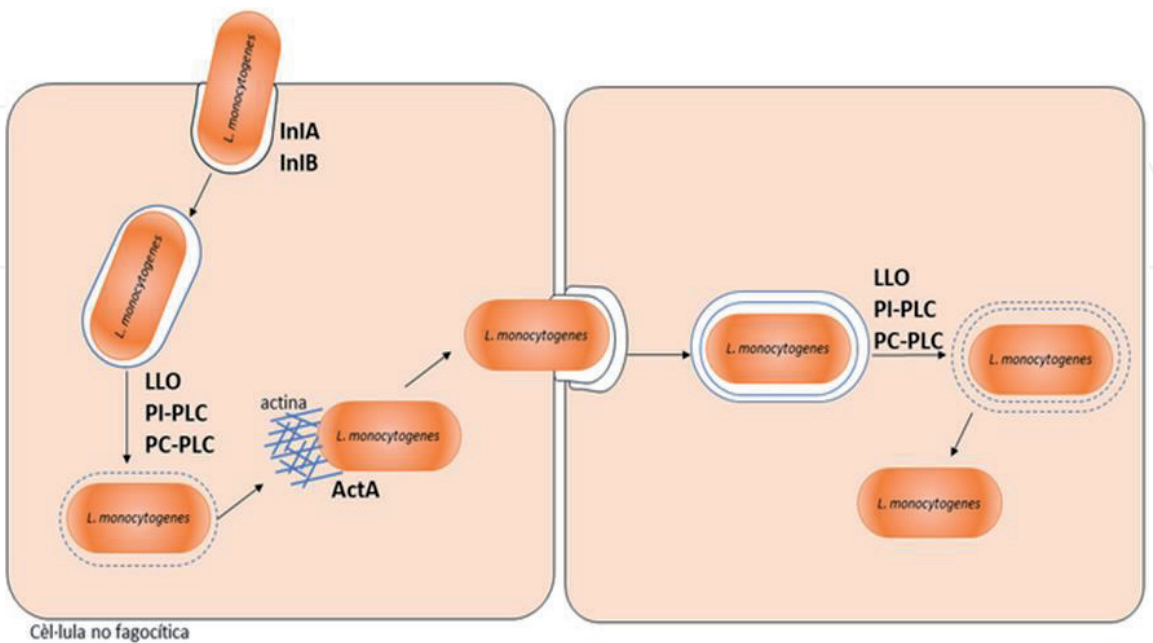 L. monocytogenes
InlA
InlB
L. monocytogenes
LLO
PI-PLC
PC-PLC
L. monocytogenes
actina
L. monocytogenes
ActA
L. monocytogenes
L. monocytogenes
LLO
PI-PLC
PC-PLC
L. monocytogenes
L. monocytogenes
Cèl·lula no fagocítica